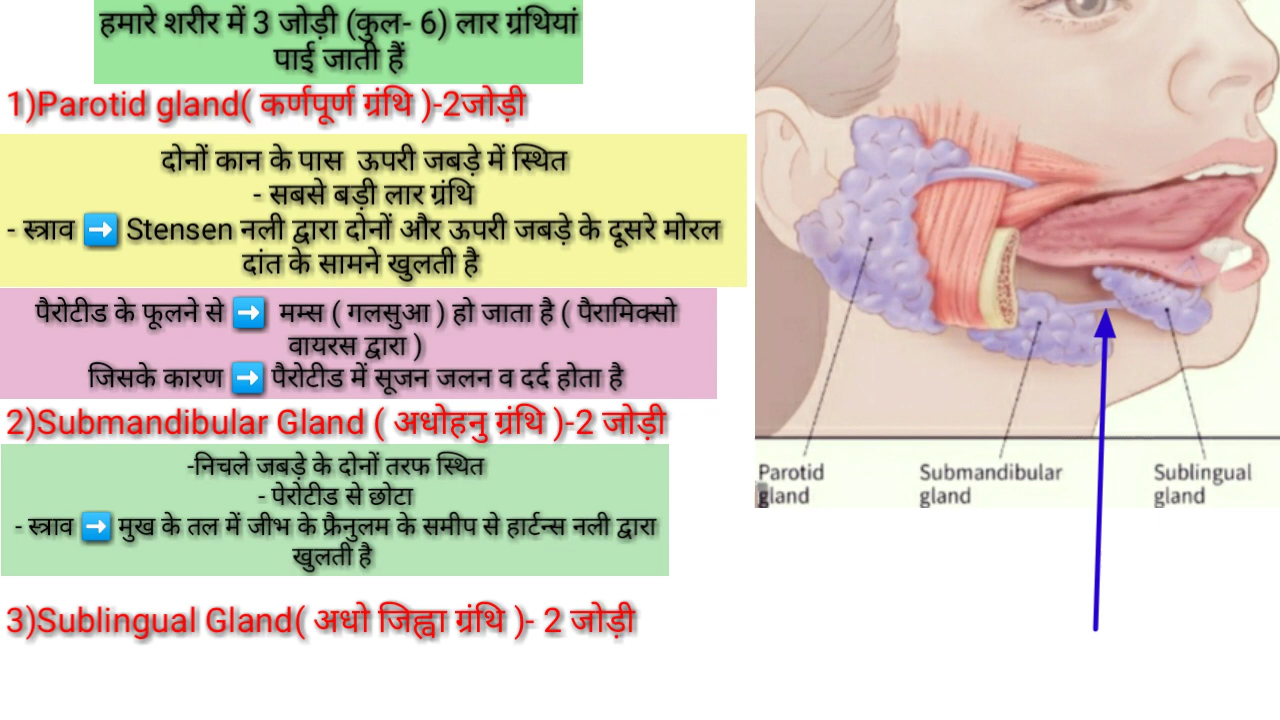 हमारे शरीर में 3 जोड़ी (कुल- 6) लार ग्रंथियां
पाई जाती हैं
1)Parotid gland( कर्णपूर्ण ग्रंथि )-2जोड़ी
दोनों कान के पास ऊपरी जबड़े में स्थित
- सबसे बड़ी लार ग्रंथि
- स्त्राव ➡️ Stensen नली द्वारा दोनों और ऊपरी जबड़े के दूसरे मोरल
दांत के सामने खुलती है
पैरोटीड के फूलने से ➡️ मम्स ( गलसुआ ) हो जाता है ( पैरामिक्सो
वायरस द्वारा )
जिसके कारण ➡️ पैरोटीड में सूजन जलन व दर्द होता है
2)Submandibular Gland ( अधोहनु ग्रंथि )-2 जोड़ी
-निचले जबड़े के दोनों तरफ स्थित
- पेरोटीड से छोटा
- स्त्राव ➡️ मुख के तल में जीभ के फ्रैनुलम के समीप से हार्टन्स नली द्वारा
खुलती है
3)Sublingual Gland( अधो जिह्वा ग्रंथि )- 2 जोड़ी
Parotid
gland
Submandibular
gland
Sublingual
gland